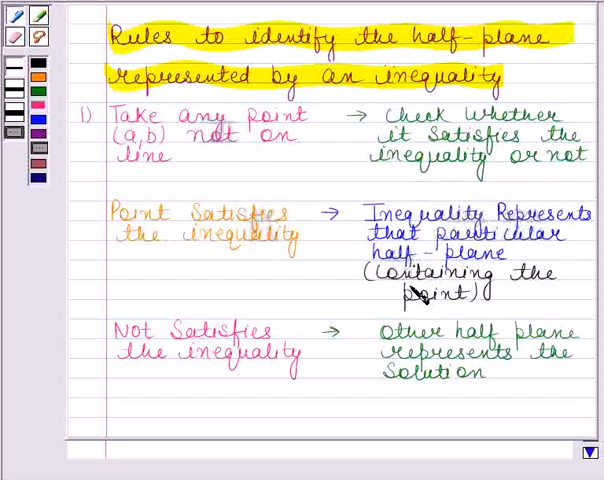 Rules to identify the half-plane
represented by an inequality
1) Take any point → Check whether
(a,b) not on it satisfies the
line inequality or not
Point Satisfies → Inequality Represents
the inequality that particular
half-plane
(containing the
point)
Not Satisfies → Other half plane
the inequality represents the
Solution